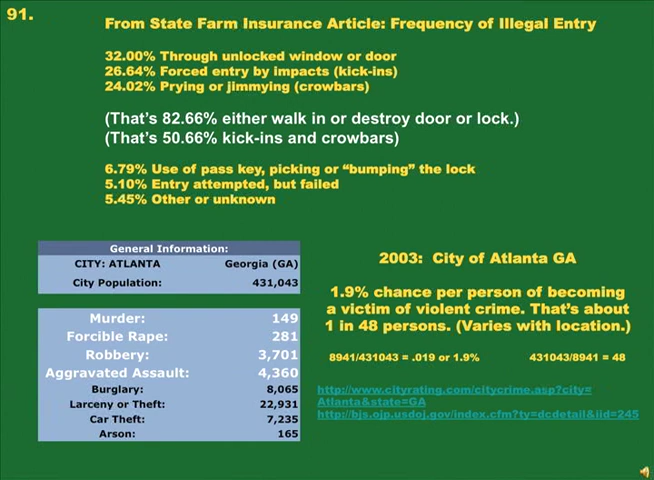 91.
From State Farm Insurance Article: Frequency of Illegal Entry
32.00% Through unlocked window or door
26.64% Forced entry by impacts (kick-ins)
24.02% Prying or jimmying (crowbars)
(That's 82.66% either walk in or destroy door or lock.)
(That's 50.66% kick-ins and crowbars)
6.79% Use of pass key, picking or “bumping” the lock
5.10% Entry attempted, but failed
5.45% Other or unknown
General Information:
CITY: ATLANTA Georgia (GA)
City Population: 431,043
Murder: 149
Forcible Rape: 281
Robbery: 3,701
Aggravated Assault: 4,360
Burglary: 8,065
Larceny or Theft: 22,931
Car Theft: 7,235
Arson: 165
2003: City of Atlanta GA
1.9% chance per person of becoming
a victim of violent crime. That's about
1 in 48 persons. (Varies with location.)
8941/431043 = .019 or 1.9% 431043/8941 = 48
http://www.cityrating.com/citycrime.asp?city=
Atlanta&state=GA
http://bjs.ojp.usdoj.gov/index.cfm?ty=dcdetail&iid=245